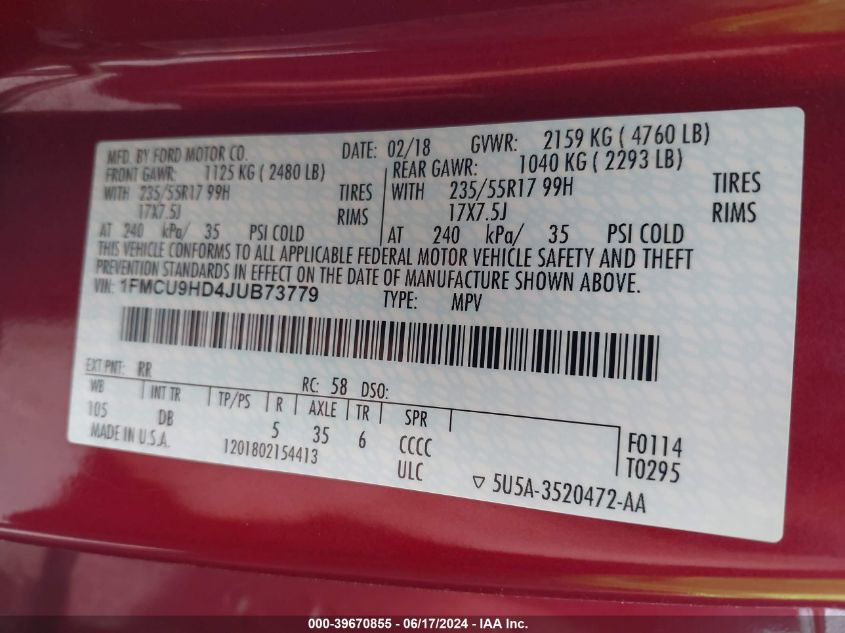 MFD. BY FORD MOTOR CO. DATE: 02/18 GVWR: 2159 KG ( 4760 LB)
FRONT GAWR: 1125 KG ( 2480 LB) REAR GAWR: 1040 KG ( 2293 LB)
WITH 235/55R17 99H TIRES WITH 235/55R17 99H TIRES
17X7.5J RIMS 17X7.5J RIMS
AT 240 kPa/ 35 PSI COLD AT 240 kPa/ 35 PSI COLD
THIS VEHICLE CONFORMS TO ALL APPLICABLE FEDERAL MOTOR VEHICLE SAFETY AND THEFT
PREVENTION STANDARDS IN EFFECT ON THE DATE OF MANUFACTURE SHOWN ABOVE.
VIN: 1FMCU9HD4JUB73779 TYPE: MPV
EXT PNT: RR RC: 58 DSO:
WB INT TR TP/PS R AXLE TR SPR
105 DB 5 35 6 CCCC F0114
MADE IN U.S.A. 1201802154413 ULC T0295
▽ 5U5A-3520472-AA
000-39670855 - 06/17/2024 - IAA Inc.